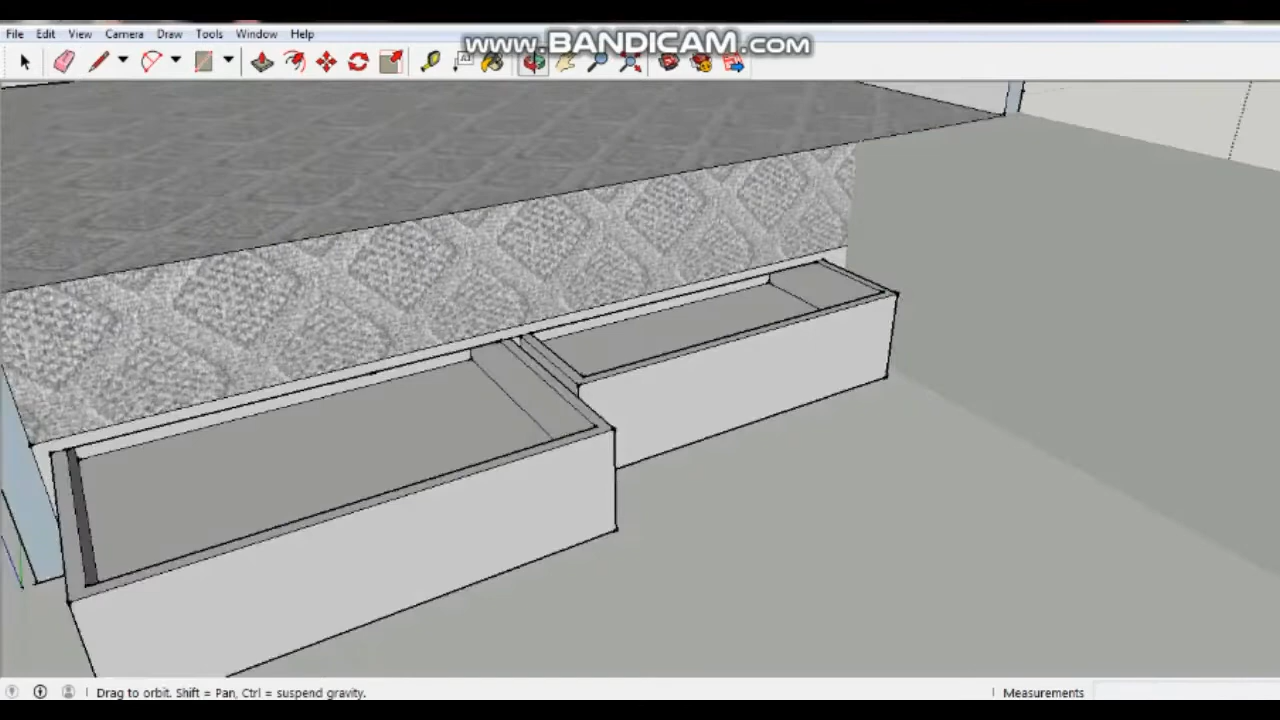 File Edit View Camera Draw Tools Window Help
www.BANDICAM.com
A1
Drag to orbit. Shift = Pan, Ctrl = suspend gravity.
Measurements